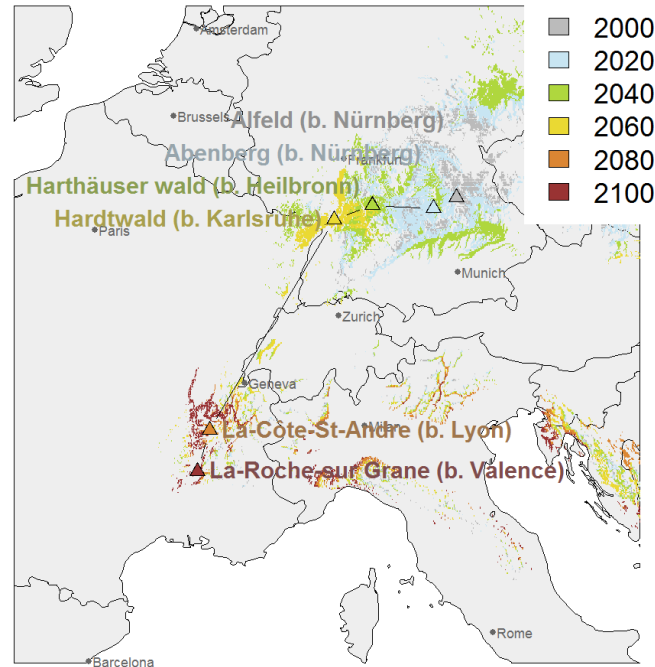 2000
2020
2040
2060
2080
2100
Amsterdam
Brussels
Alfeld (b. Nürnberg)
Abenberg (b. Nürnberg)
Frankfurt
Harthäuser wald (b. Heilbronn)
Hardtwald (b. Karlsruhe)
Paris
Munich
Zurich
Geneva
Milan
La-Côte-St-André (b. Lyon)
La-Roche sur Grane (b. Valence)
Rome
Barcelona